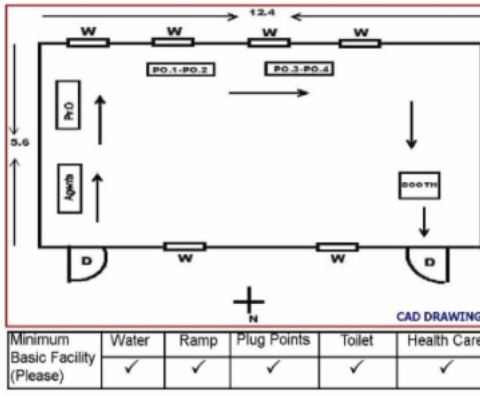 12.4
W W W W
PO.1-PO.2 PO.3-PO.4
PrO
5.6
Agents
BOOTH
D W W D
N
CAD DRAWING
Minimum Basic Facility (Please) Water Ramp Plug Points Toilet Health Care
✓ ✓ ✓ ✓ ✓